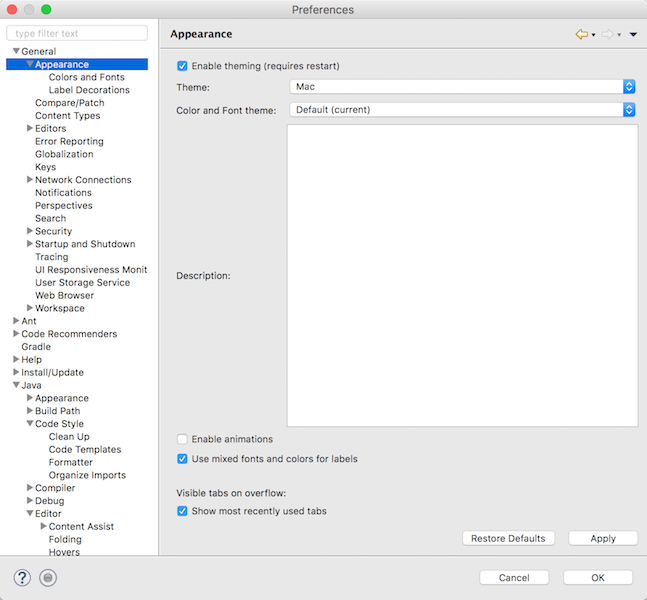 Preferences
type filter text
General
Appearance
Colors and Fonts
Label Decorations
Compare/Patch
Content Types
Editors
Error Reporting
Globalization
Keys
Network Connections
Notifications
Perspectives
Search
Security
Startup and Shutdown
Tracing
UI Responsiveness Monit
User Storage Service
Web Browser
Workspace
Ant
Code Recommenders
Gradle
Help
Install/Update
Java
Appearance
Build Path
Code Style
Clean Up
Code Templates
Formatter
Organize Imports
Compiler
Debug
Editor
Content Assist
Folding
Hovers
Appearance
Enable theming (requires restart)
Theme: Mac
Color and Font theme: Default (current)
Description:
Enable animations
Use mixed fonts and colors for labels
Visible tabs on overflow:
Show most recently used tabs
Restore Defaults Apply
? Cancel OK